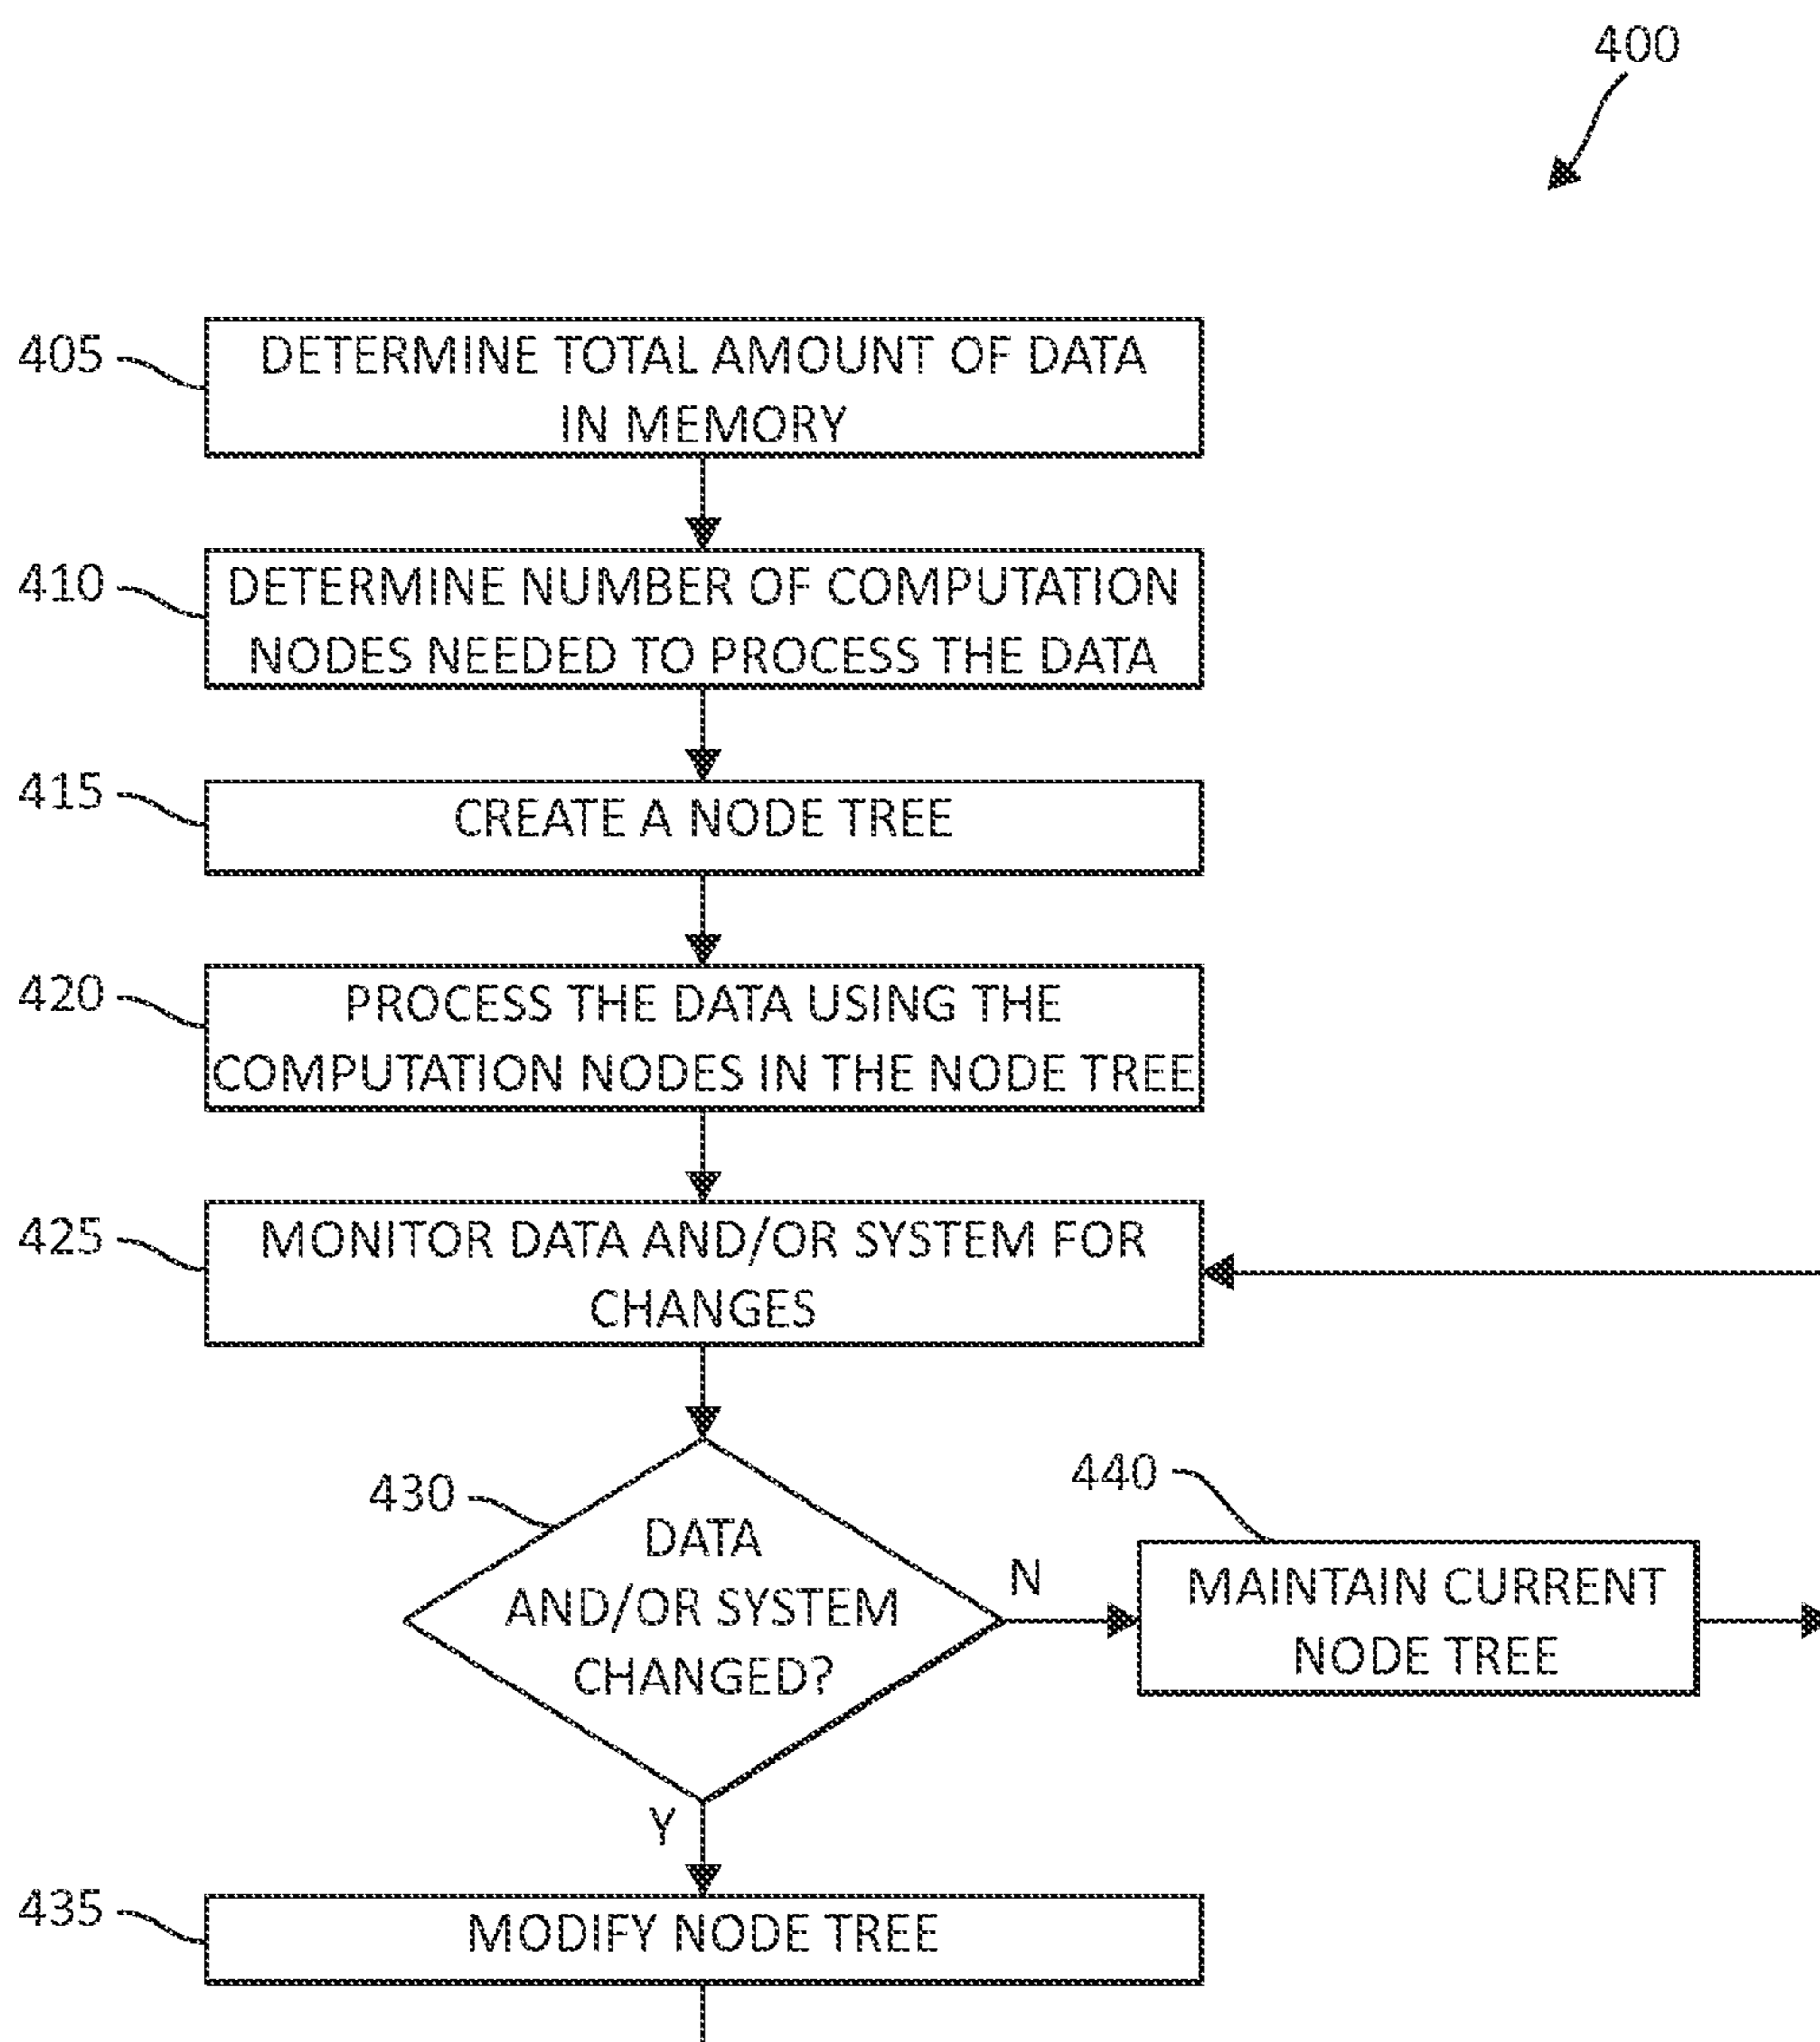 400
405
DETERMINE TOTAL AMOUNT OF DATA
IN MEMORY
410
DETERMINE NUMBER OF COMPUTATION
NODES NEEDED TO PROCESS THE DATA
415
CREATE A NODE TREE
420
PROCESS THE DATA USING THE
COMPUTATION NODES IN THE NODE TREE
425
MONITOR DATA AND/OR SYSTEM FOR
CHANGES
430
DATA
AND/OR SYSTEM
CHANGED?
N
440
MAINTAIN CURRENT
NODE TREE
Y
435
MODIFY NODE TREE